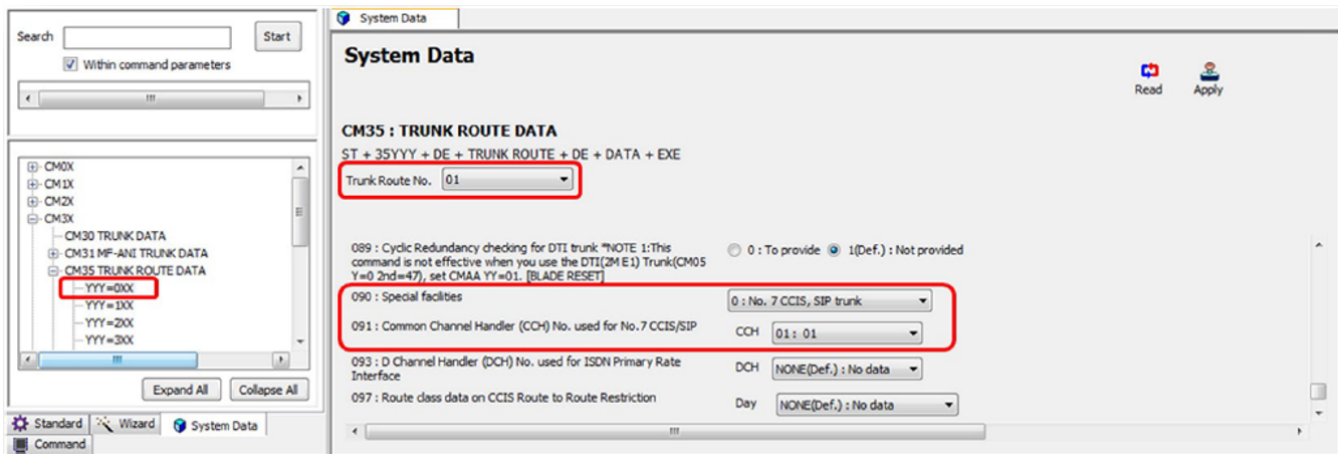 Search
Start
Within command parameters
CM0X
CM1X
CM2X
CM3X
CM30 TRUNK DATA
CM31 MF-ANI TRUNK DATA
CM35 TRUNK ROUTE DATA
YYY=0XX
YYY=1XX
YYY=2XX
YYY=3XX
Expand All
Collapse All
Standard
Wizard
System Data
Command
System Data
System Data
Read
Apply
CM35 : TRUNK ROUTE DATA
ST + 35YYY + DE + TRUNK ROUTE + DE + DATA + EXE
Trunk Route No. 01
089 : Cyclic Redundancy checking for DTI trunk "NOTE 1:This
command is not effective when you use the DTI(2M E1) Trunk(CM05
Y=0 2nd=47), set CMAA YY=01. [BLADE RESET]
0 : To provide 1(Def.) : Not provided
090 : Special facilities
0 : No. 7 CCIS, SIP trunk
091 : Common Channel Handler (CCH) No. used for No.7 CCIS/SIP
CCH 01 : 01
093 : D Channel Handler (DCH) No. used for ISDN Primary Rate
Interface
DCH NONE(Def.) : No data
097 : Route class data on CCIS Route to Route Restriction
Day NONE(Def.) : No data